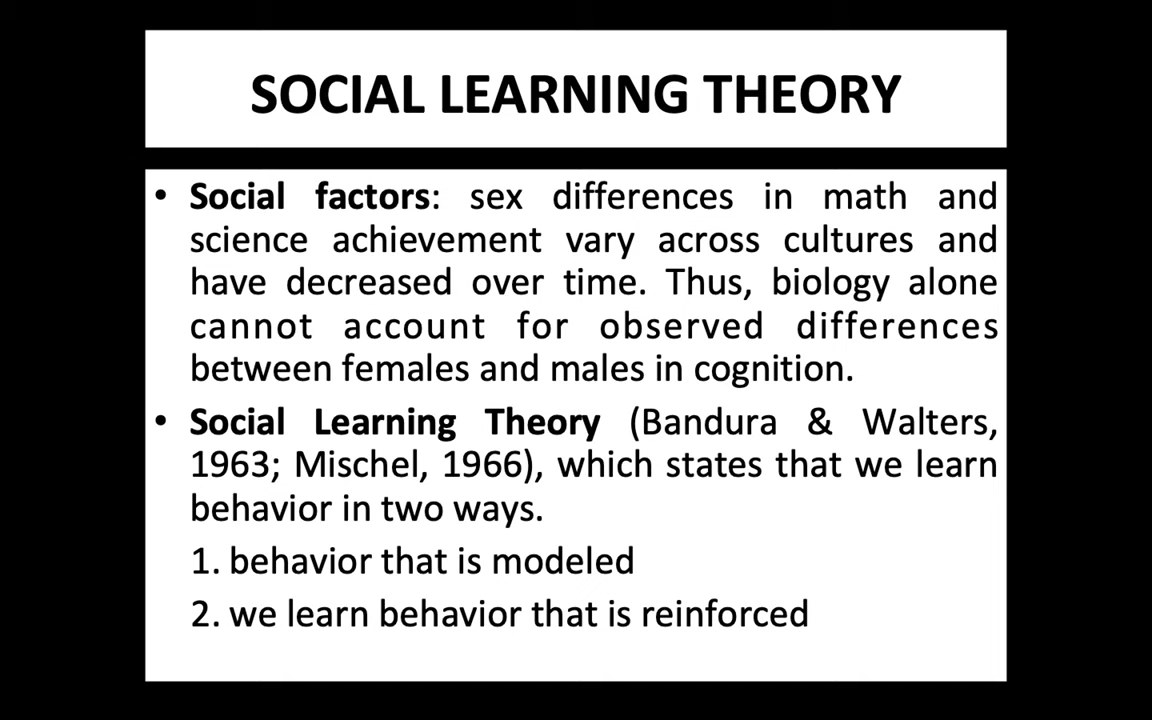 SOCIAL LEARNING THEORY
• Social factors: sex differences in math and
science achievement vary across cultures and
have decreased over time. Thus, biology alone
cannot account for observed differences
between females and males in cognition.
• Social Learning Theory (Bandura & Walters,
1963; Mischel, 1966), which states that we learn
behavior in two ways.
1. behavior that is modeled
2. we learn behavior that is reinforced